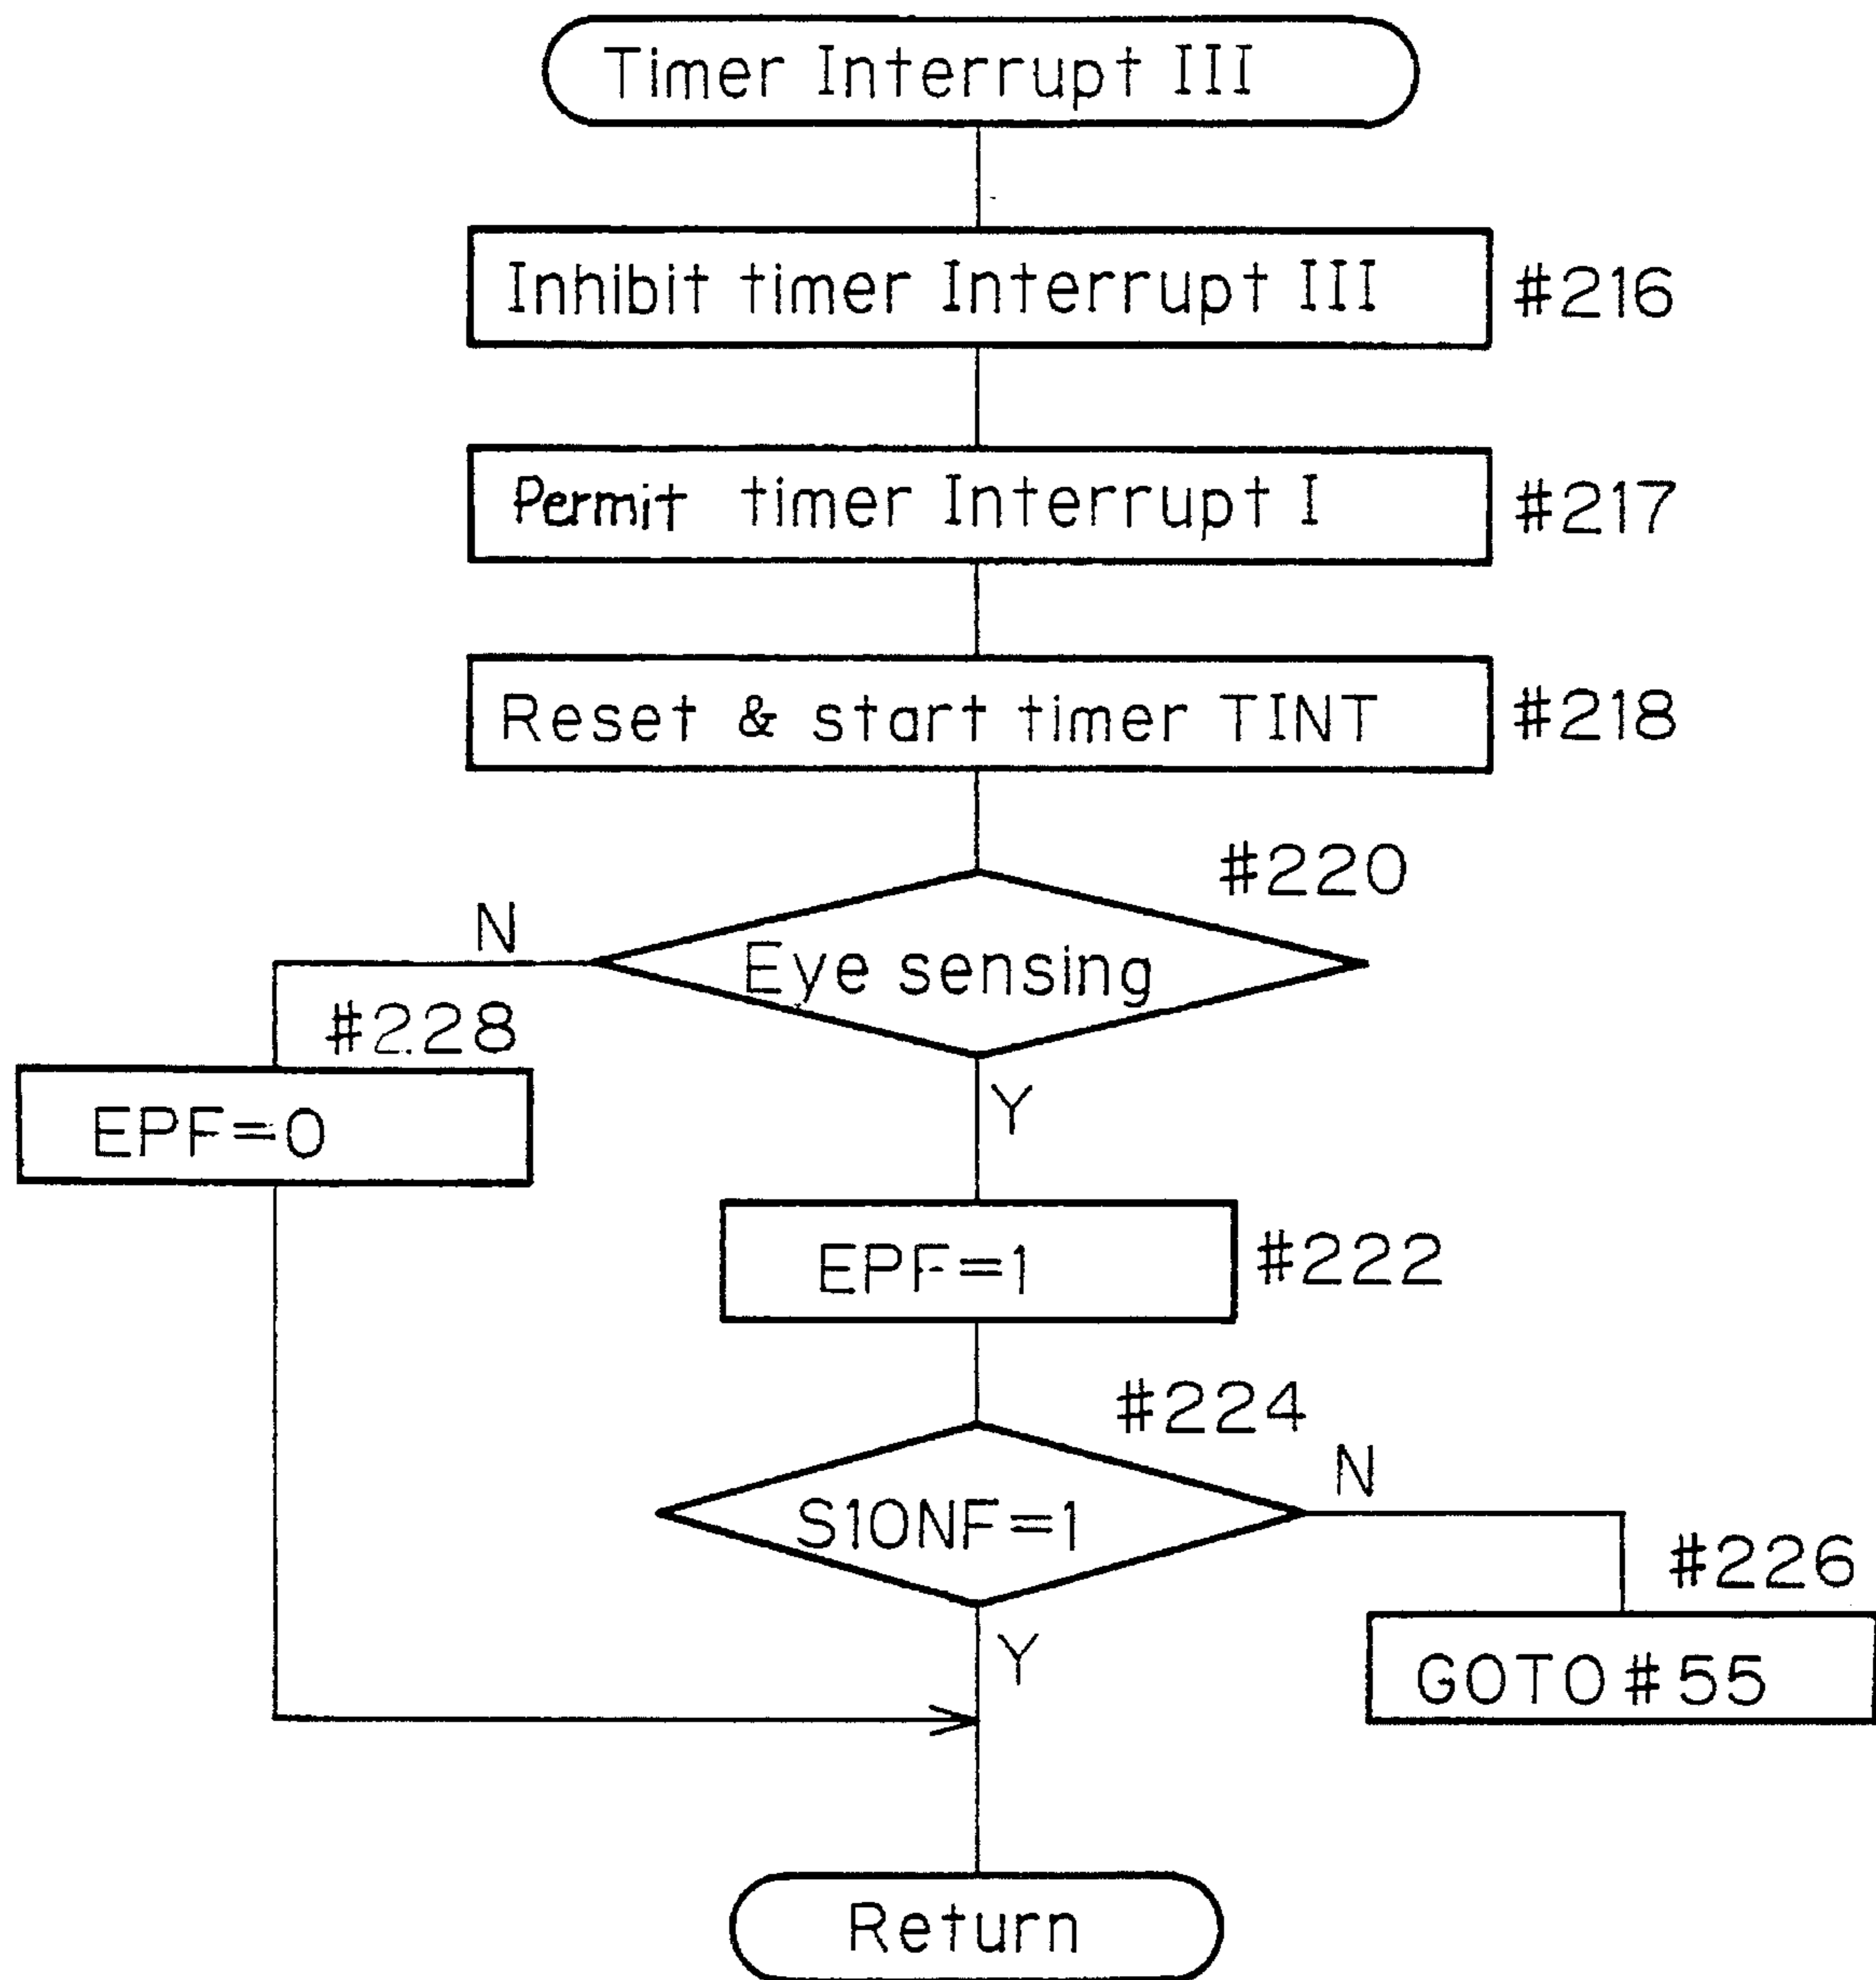 Timer Interrupt III
Inhibit timer Interrupt III #216
Permit timer Interrupt I #217
Reset & start timer TINT #218
#220
N
Eye sensing
#228
Y
EPF=0
EPF=1 #222
#224
N
S1ONF=1
#226
Y
GOTO #55
Return